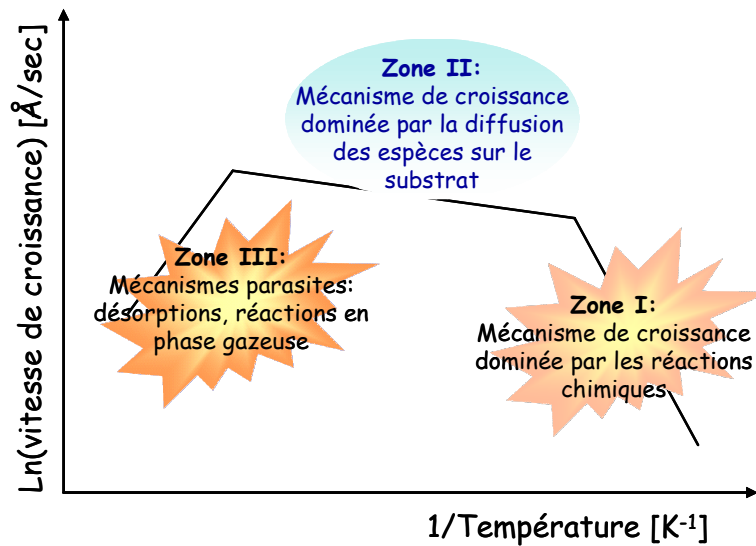 Ln(vitesse de croissance) [Å/sec]
Zone II:
Mécanisme de croissance
dominée par la diffusion
des espèces sur le
substrat
Zone III:
Mécanismes parasites:
désorptions, réactions en
phase gazeuse
Zone I:
Mécanisme de croissance
dominée par les réactions
chimiques
1/Température [K-1]